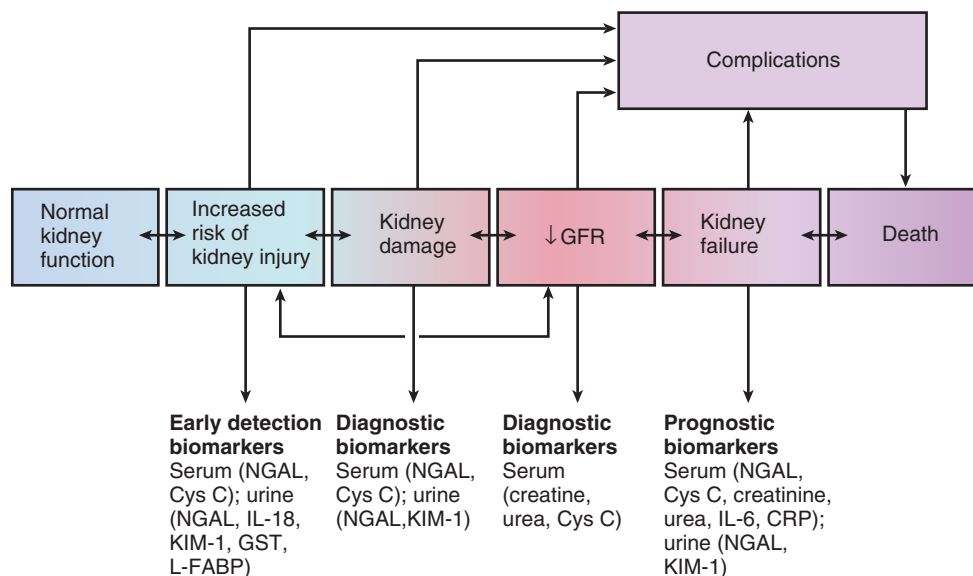 Complications
Normal
kidney
function
Increased
risk of
kidney injury
Kidney
damage
↓GFR
Kidney
failure
Death
Early detection
biomarkers
Serum (NGAL,
Cys C); urine
(NGAL, IL-18,
KIM-1, GST,
L-FABP)
Diagnostic
biomarkers
Serum (NGAL,
Cys C); urine
(NGAL,KIM-1)
Diagnostic
biomarkers
Serum
(creatine,
urea, Cys C)
Prognostic
biomarkers
Serum (NGAL,
Cys C, creatinine,
urea, IL-6, CRP);
urine (NGAL,
KIM-1)